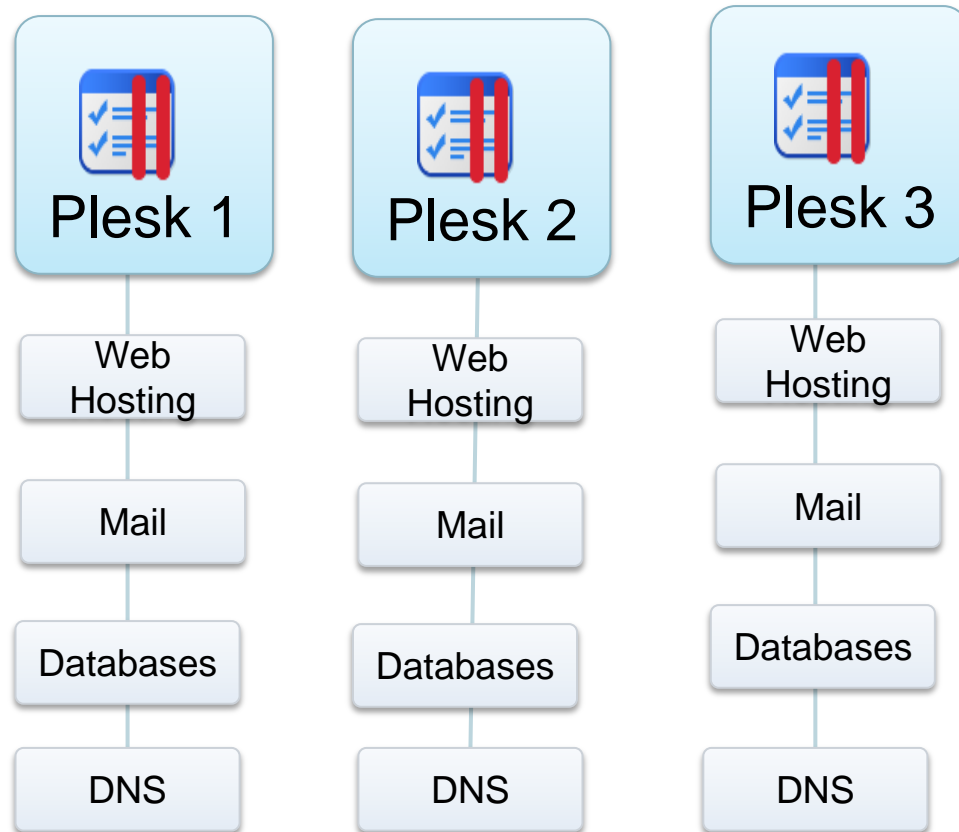 Plesk 1
Web
Hosting
Mail
Databases
DNS
Plesk 2
Web
Hosting
Mail
Databases
DNS
Plesk 3
Web
Hosting
Mail
Databases
DNS